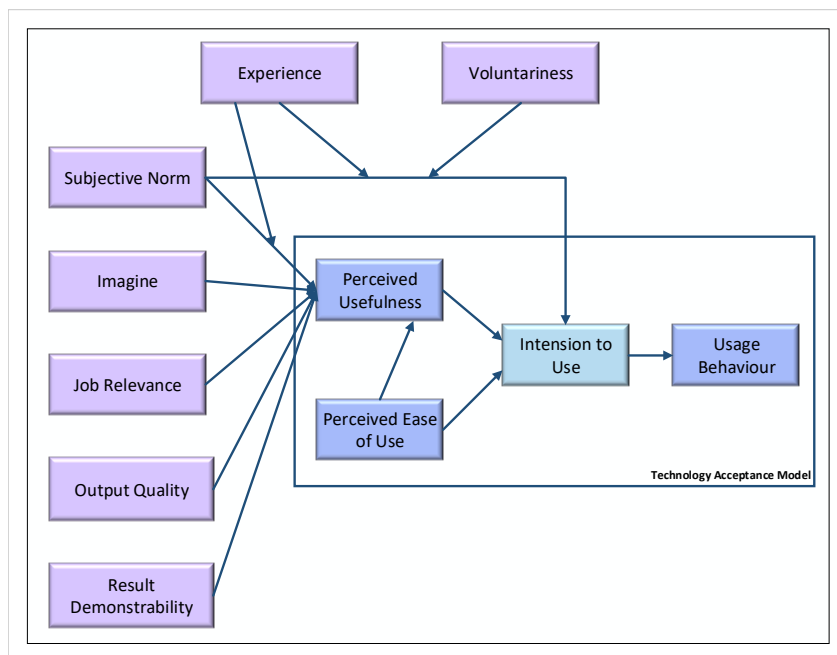 Experience
Voluntariness
Subjective Norm
Imagine
Perceived
Usefulness
Intension to
Use
Usage
Behaviour
Job Relevance
Perceived Ease
of Use
Technology Acceptance Model
Output Quality
Result
Demonstrability